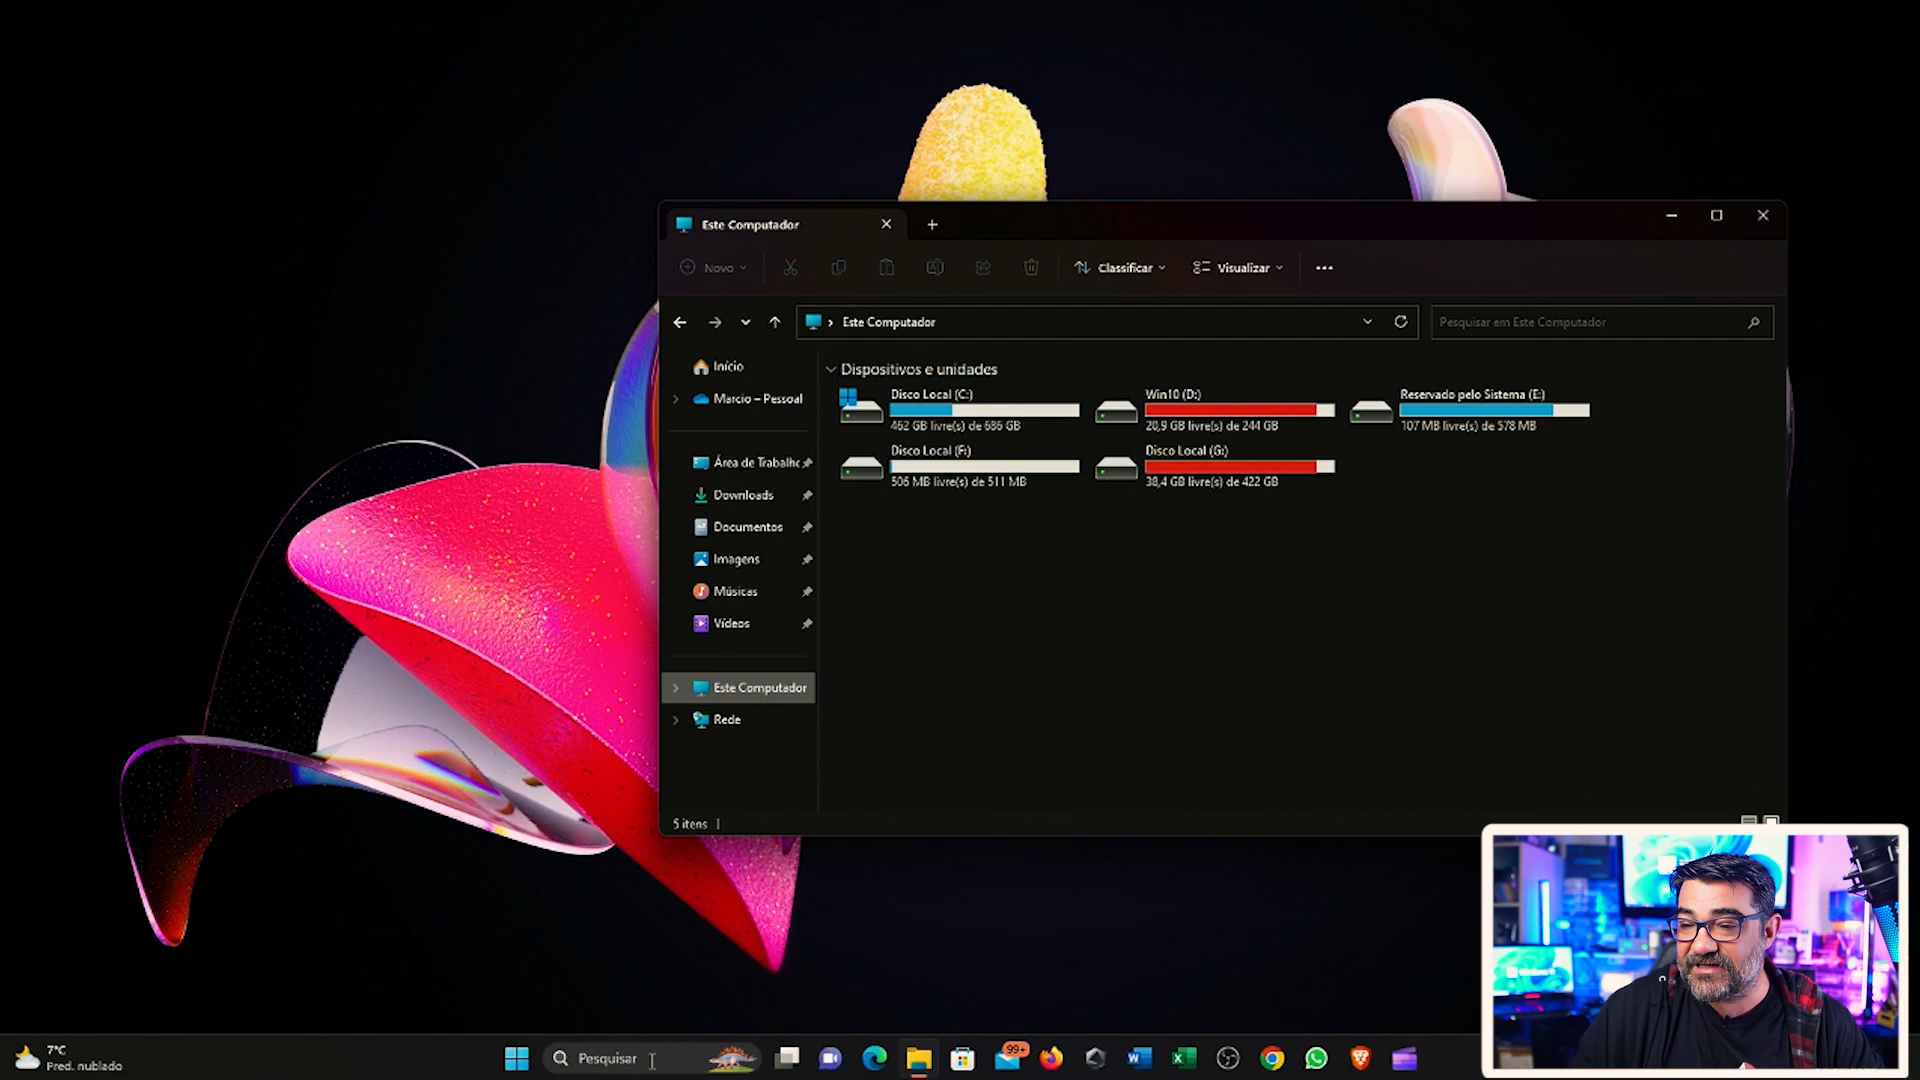 Este Computador
Novo
Classificar
Visualizar
Este Computador
Pesquisar em Este Computador
Início
Marcio – Pessoal
Área de Trabalho
Downloads
Documentos
Imagens
Músicas
Vídeos
Este Computador
Rede
Dispositivos e unidades
Disco Local (C:)
462 GB livre(s) de 686 GB
Win10 (D:)
20,9 GB livre(s) de 244 GB
Reservado pelo Sistema (E:)
107 MB livre(s) de 578 MB
Disco Local (F:)
506 MB livre(s) de 511 MB
Disco Local (G:)
38,4 GB livre(s) de 422 GB
5 itens
7°C
Pred. nublado
Pesquisar
99+